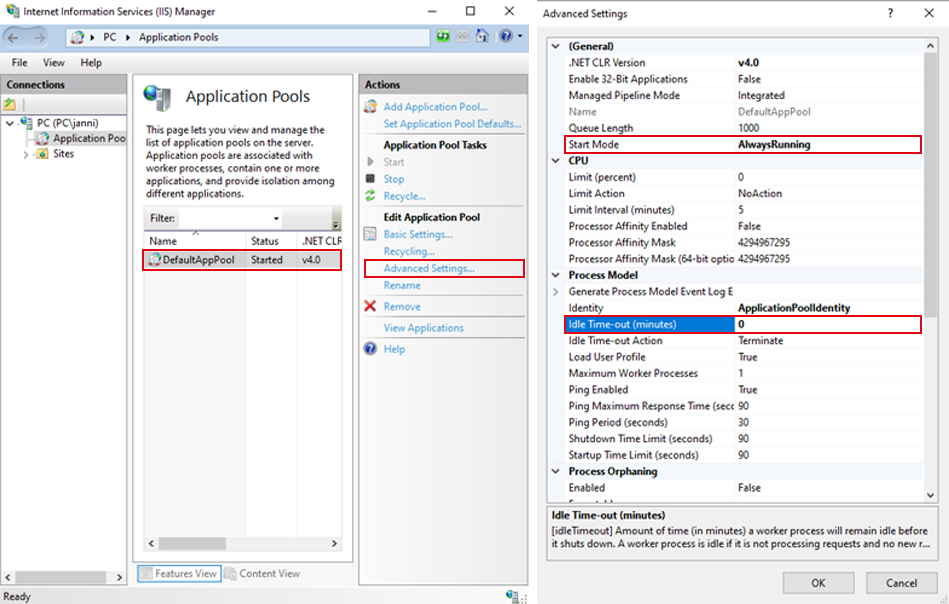 Internet Information Services (IIS) Manager
PC Application Pools
File View Help
Connections
PC (PC\janni)
Application Poo
Sites
Application Pools
This page lets you view and manage the
list of application pools on the server.
Application pools are associated with
worker processes, contain one or more
applications, and provide isolation among
different applications.
Filter:
Name Status .NET CLR
DefaultAppPool Started v4.0
Features View Content View
Ready
Actions
Add Application Pool...
Set Application Pool Defaults...
Application Pool Tasks
Start
Stop
Recycle...
Edit Application Pool
Basic Settings...
Recycling...
Advanced Settings...
Rename
Remove
View Applications
Help
Advanced Settings
(General)
.NET CLR Version v4.0
Enable 32-Bit Applications False
Managed Pipeline Mode Integrated
Name DefaultAppPool
Queue Length 1000
Start Mode AlwaysRunning
CPU
Limit (percent) 0
Limit Action NoAction
Limit Interval (minutes) 5
Processor Affinity Enabled False
Processor Affinity Mask 4294967295
Processor Affinity Mask (64-bit optio 4294967295
Process Model
Generate Process Model Event Log E
Identity ApplicationPoolIdentity
Idle Time-out (minutes) 0
Idle Time-out Action Terminate
Load User Profile True
Maximum Worker Processes 1
Ping Enabled True
Ping Maximum Response Time (secc 90
Ping Period (seconds) 30
Shutdown Time Limit (seconds) 90
Startup Time Limit (seconds) 90
Process Orphaning
Enabled False
Idle Time-out (minutes)
[idleTimeout] Amount of time (in minutes) a worker process will remain idle before
it shuts down. A worker process is idle if it is not processing requests and no new r...
OK Cancel